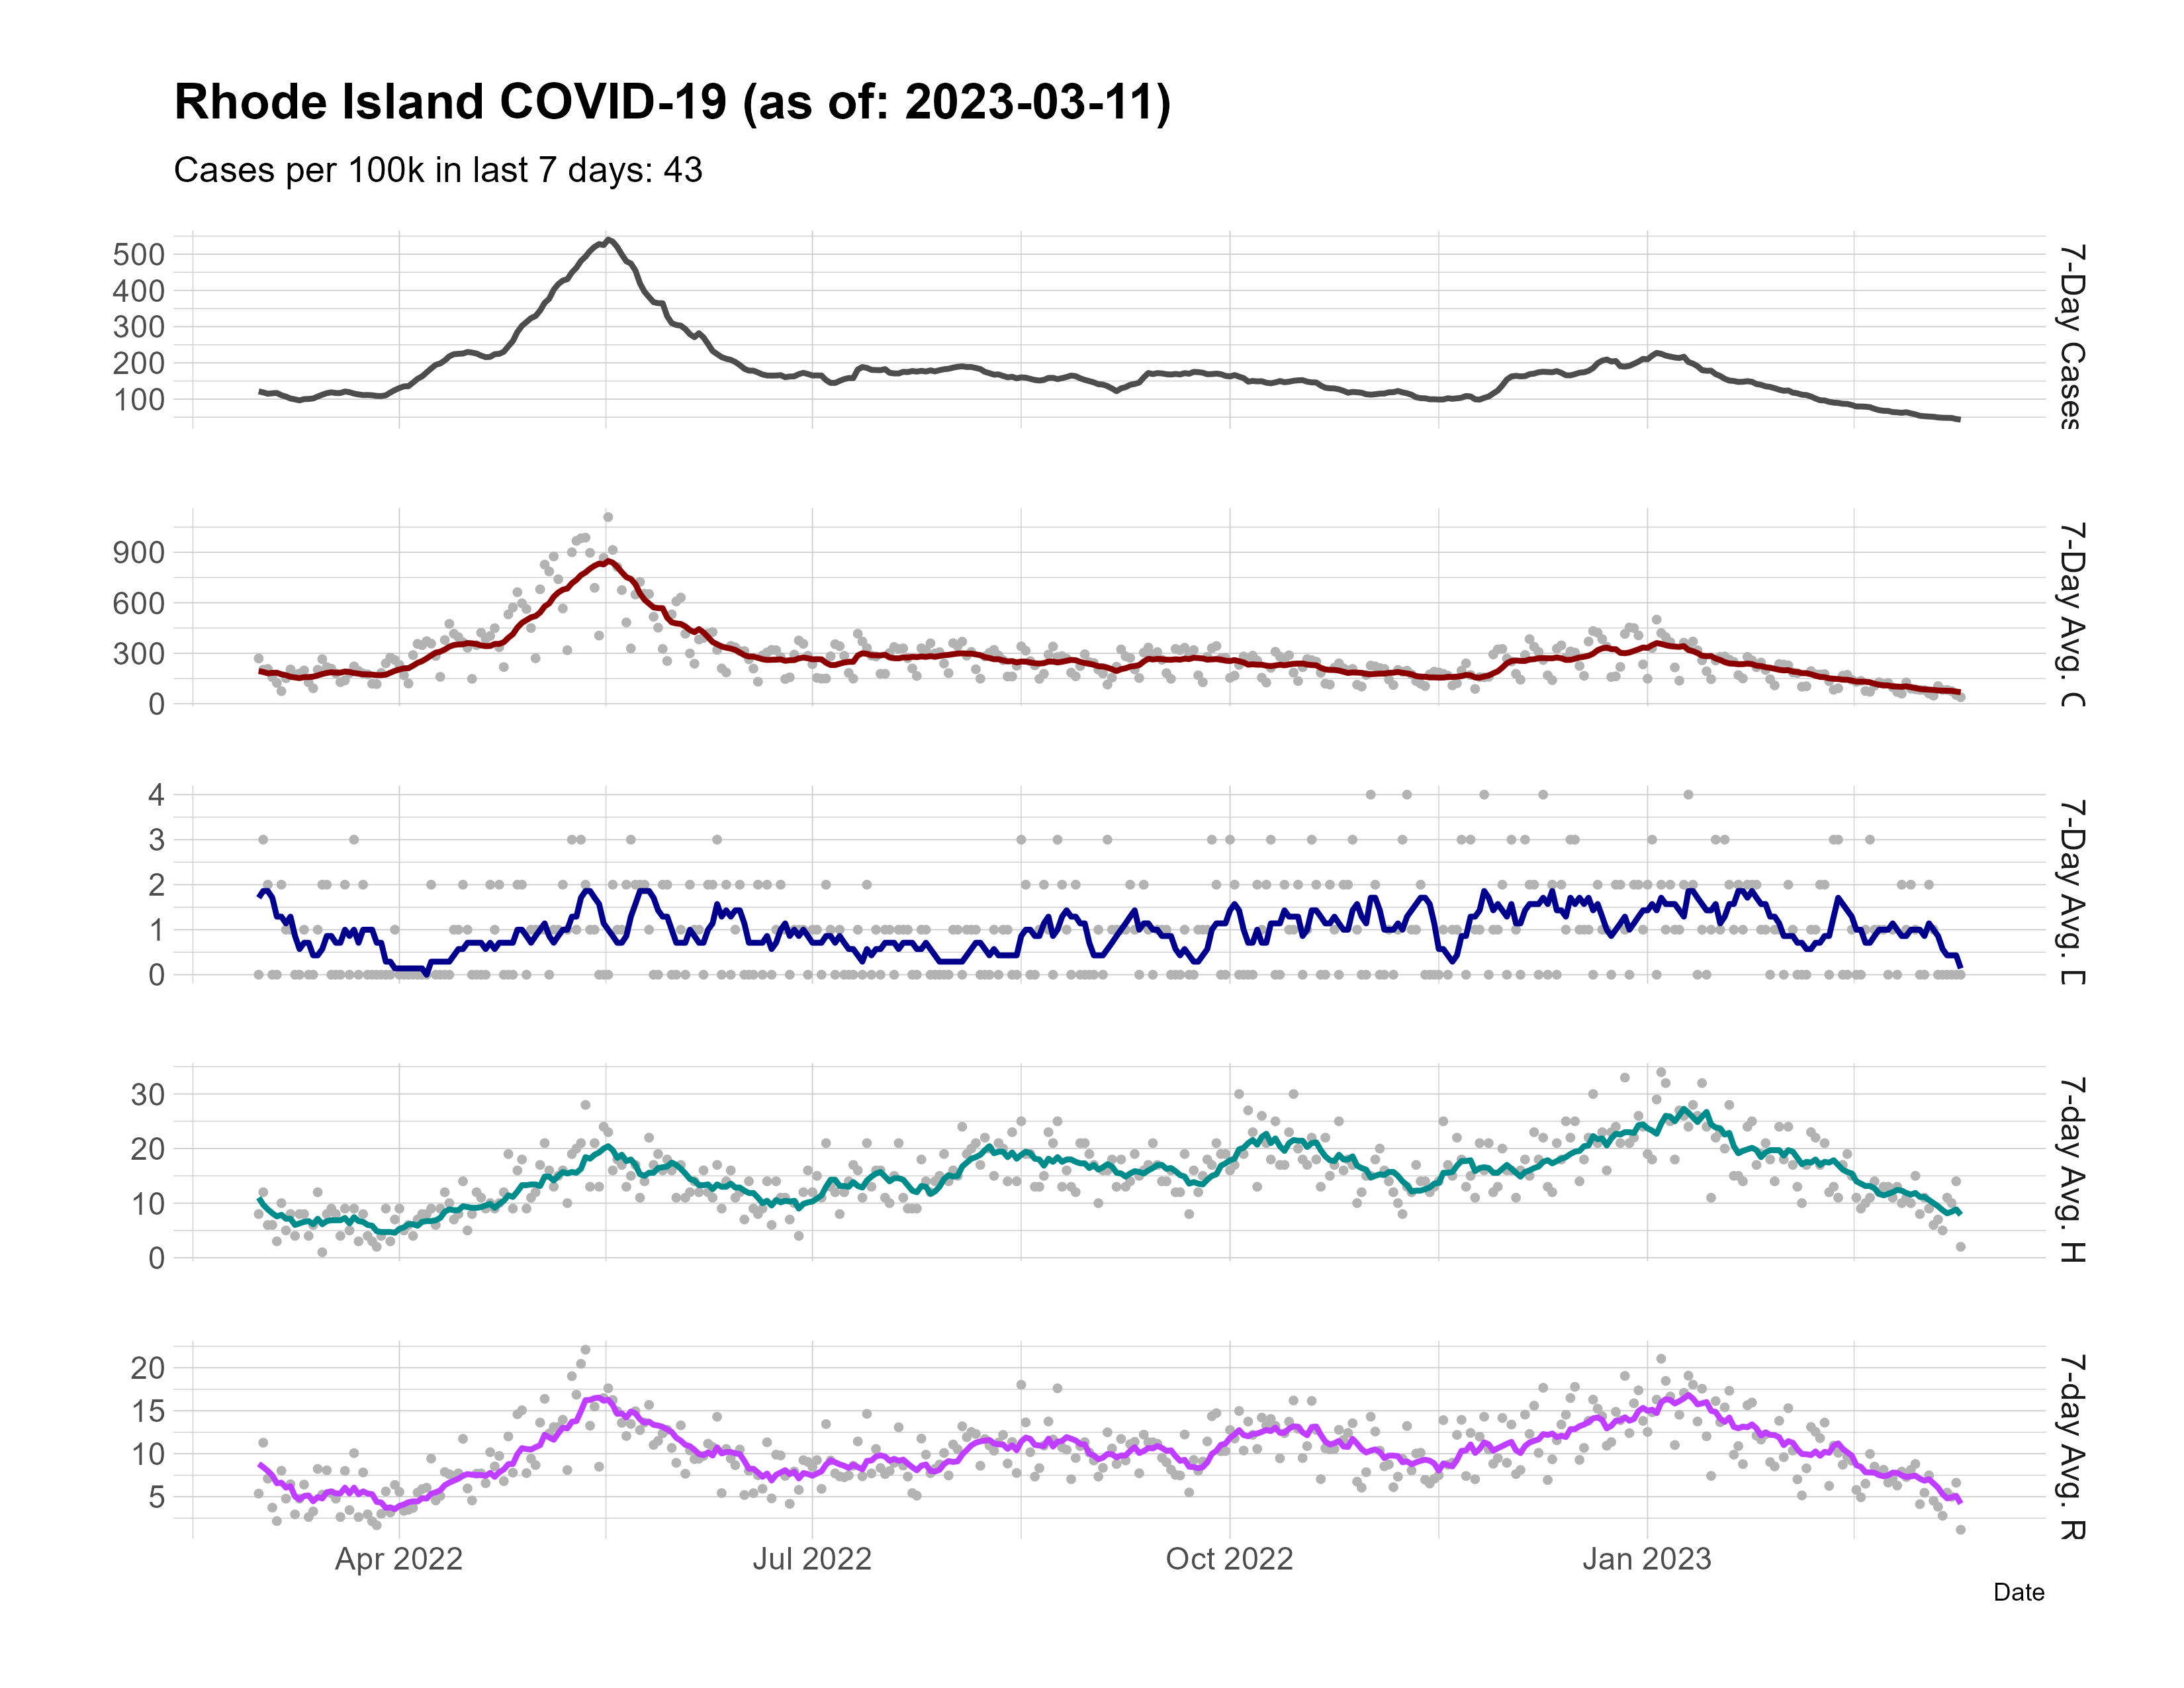 Rhode Island COVID-19 (as of: 2023-03-11)
Cases per 100k in last 7 days: 43
500
400
300
200
100
7-Day Cases
900
600
300
0
7-Day Avg. C
4
3
2
1
0
7-Day Avg. D
30
20
10
0
7-day Avg. H
20
15
10
5
7-day Avg. R
Apr 2022
Jul 2022
Oct 2022
Jan 2023
Date